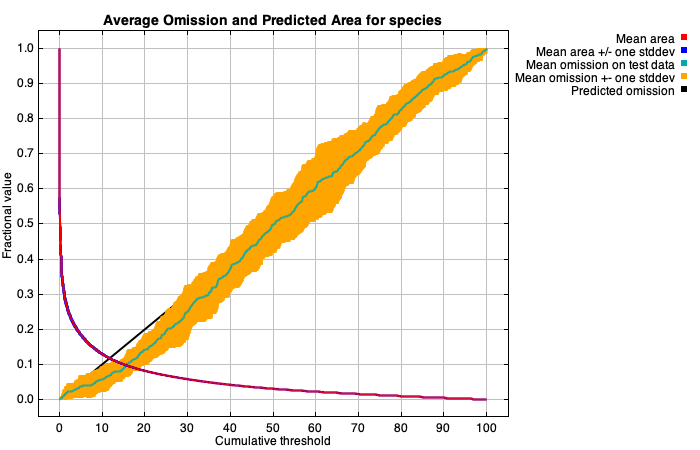 Average Omission and Predicted Area for species
Mean area
Mean area +/- one stddev
Mean omission on test data
Mean omission +- one stddev
Predicted omission
Fractional value
1.0
0.9
0.8
0.7
0.6
0.5
0.4
0.3
0.2
0.1
0.0
0 10 20 30 40 50 60 70 80 90 100
Cumulative threshold